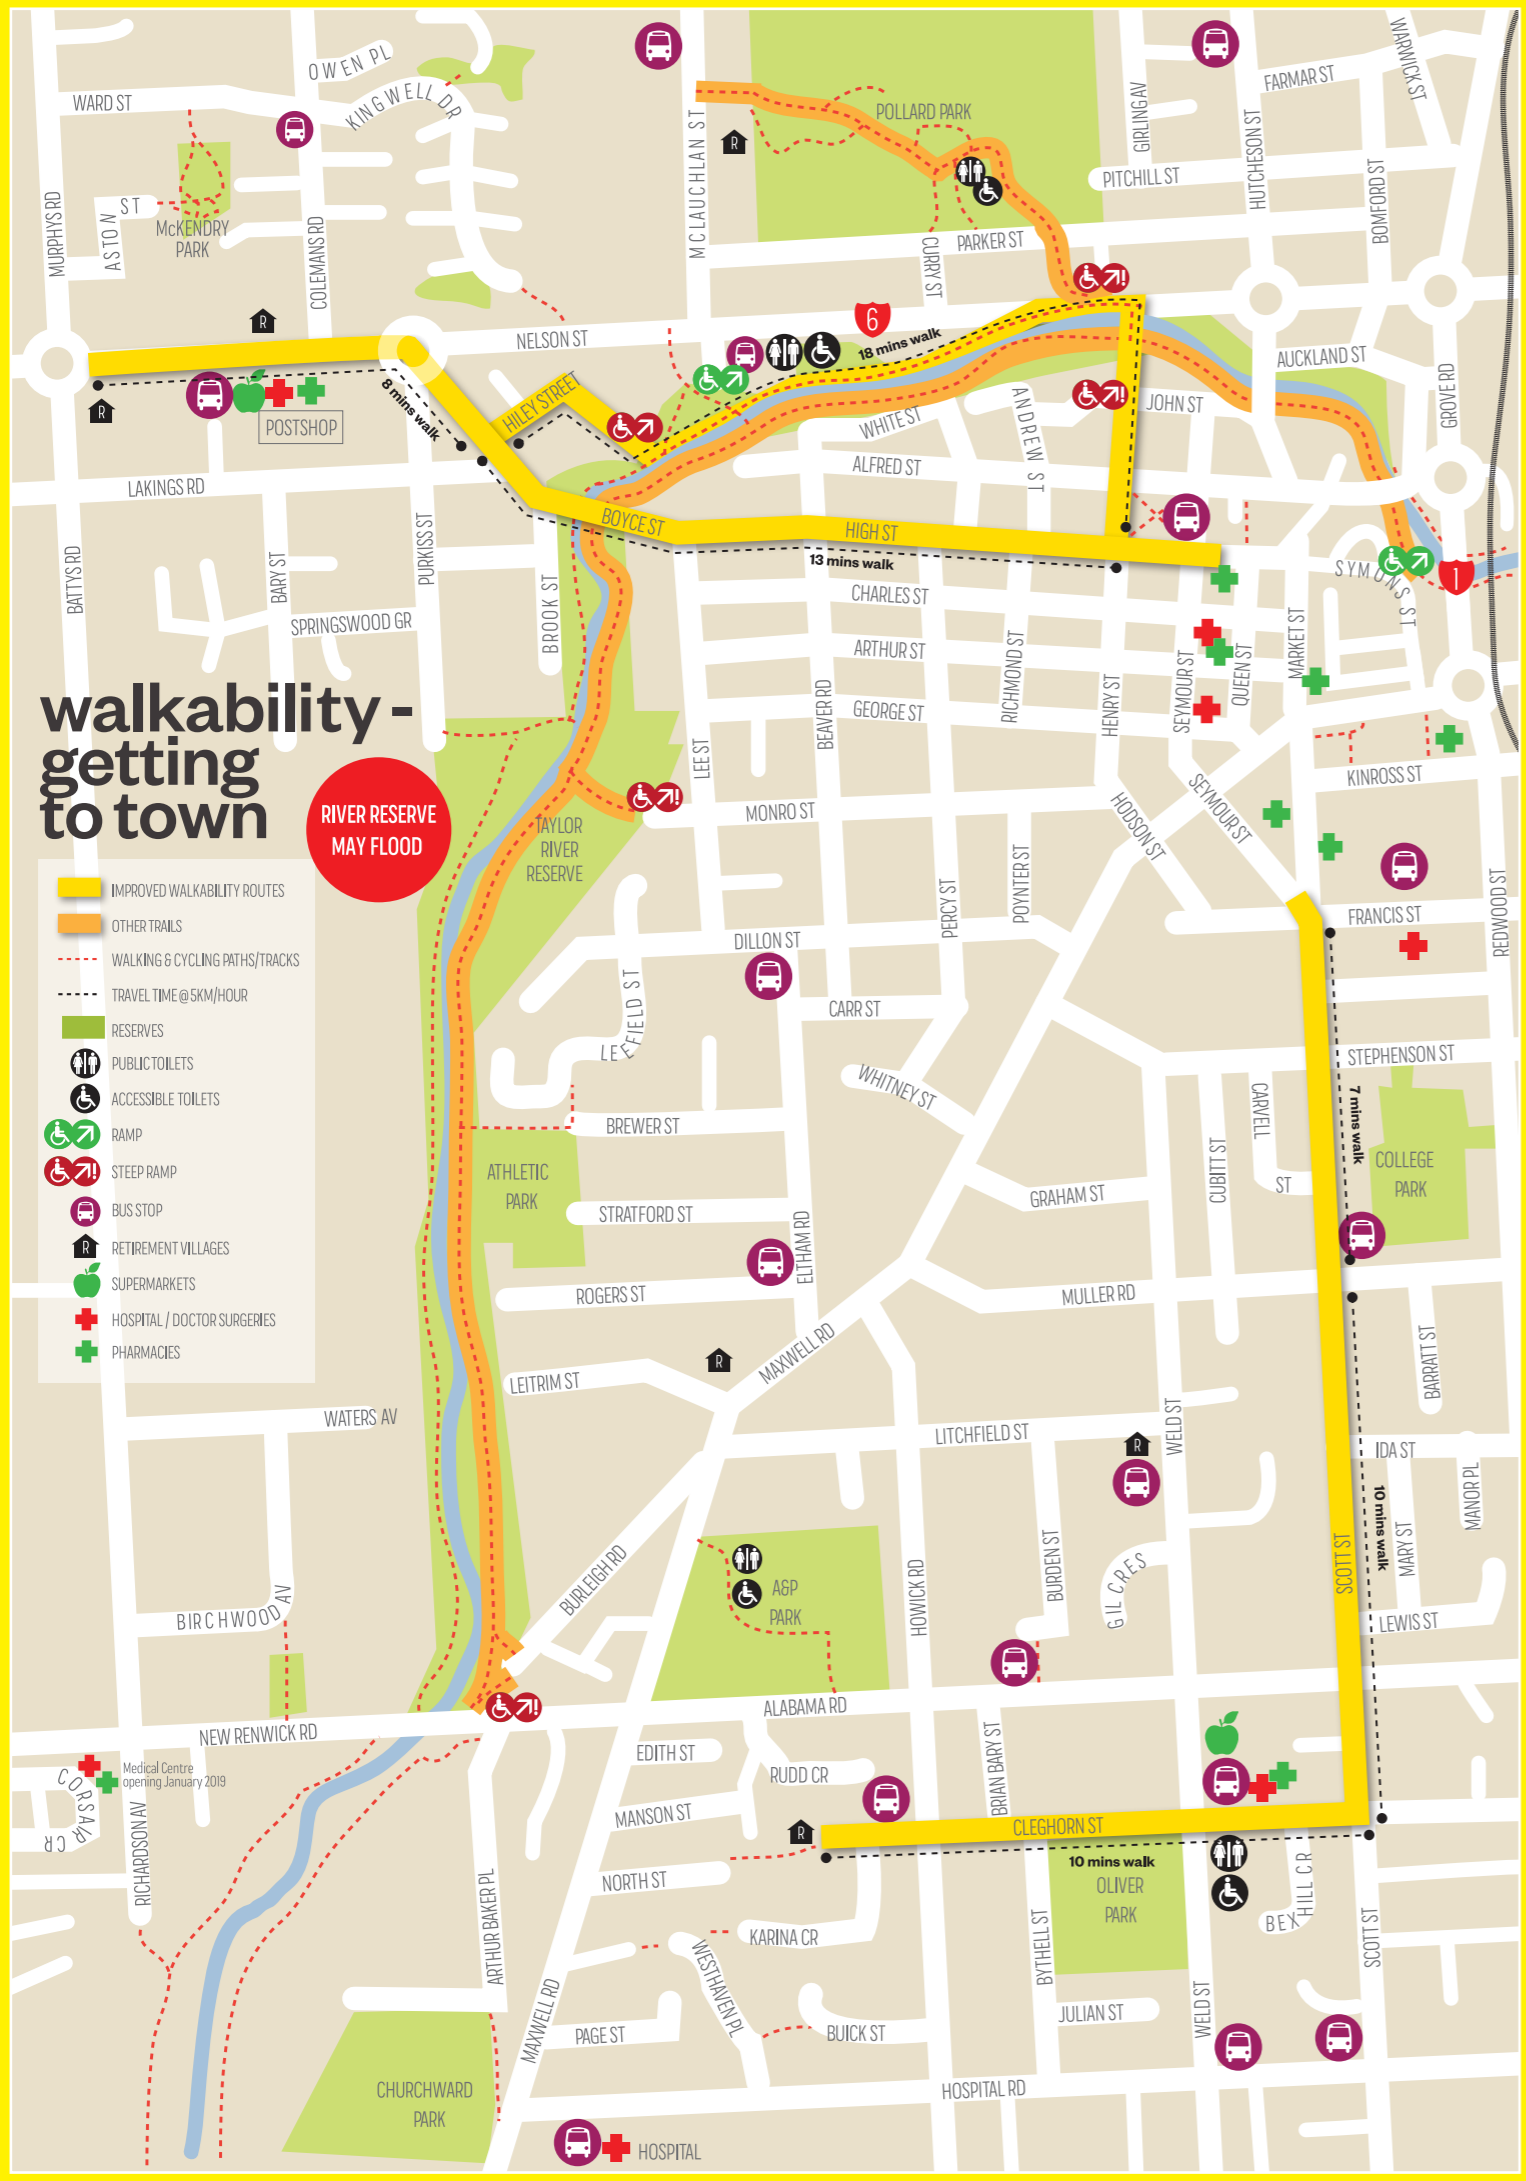 walkability -
getting
to town
RIVER RESERVE
MAY FLOOD
IMPROVED WALKABILITY ROUTES
OTHER TRAILS
WALKING & CYCLING PATHS/TRACKS
TRAVEL TIME @ 5KM/HOUR
RESERVES
PUBLIC TOILETS
ACCESSIBLE TOILETS
RAMP
STEEP RAMP
BUS STOP
R
RETIREMENT VILLAGES
SUPERMARKETS
HOSPITAL / DOCTOR SURGERIES
PHARMACIES
OWEN PL
WARD ST
KINGWELL DR
MURPHYS RD
ASTON ST
McKENDRY
PARK
COLEMANS RD
MCLAUCHLAN ST
R
POLLARD PARK
GIRLING AV
HUTCHESON ST
FARMAR ST
WARWICK ST
PITCHILL ST
BOMFORD ST
CURRY ST
PARKER ST
R
NELSON ST
6
18 mins walk
AUCKLAND ST
GROVE RD
R
POSTSHOP
8 mins walk
HILEY STREET
WHITE ST
ANDREW ST
JOHN ST
LAKINGS RD
ALFRED ST
BOYCE ST
HIGH ST
13 mins walk
BATTYS RD
BARY ST
PURKISS ST
SPRINGSWOOD GR
BROOK ST
CHARLES ST
SYMONS ST
1
ARTHUR ST
RICHMOND ST
GEORGE ST
BEAVER RD
LEE ST
HENRY ST
SEYMOUR ST
QUEEN ST
MARKET ST
KINROSS ST
SEYMOUR ST
HODSON ST
MONRO ST
TAYLOR
RIVER
RESERVE
POYNTER ST
PERCY ST
REDWOOD ST
FRANCIS ST
DILLON ST
LEEFIELD ST
CARR ST
STEPHENSON ST
WHITNEY ST
CARVELL
ST
7 mins walk
BREWER ST
COLLEGE
PARK
ATHLETIC
PARK
CUBITT ST
GRAHAM ST
STRATFORD ST
ELTHAM RD
ROGERS ST
MULLER RD
MAXWELL RD
R
LEITRIM ST
BARRATT ST
WATERS AV
LITCHFIELD ST
WELD ST
R
IDA ST
MANOR PL
10 mins walk
MARY ST
SCOTT ST
BURLEIGH RD
A&P
PARK
HOWICK RD
BURDEN ST
GIL CRES
BIRCHWOOD AV
LEWIS ST
ALABAMA RD
NEW RENWICK RD
EDITH ST
RUDD CR
BRIAN BARY ST
Medical Centre
opening January 2019
CORSAIR CR
RICHARDSON AV
MANSON ST
R
CLEGHORN ST
10 mins walk
OLIVER
PARK
NORTH ST
ARTHUR BAKER PL
KARINA CR
WESTHAVEN PL
BYTHELL ST
BEX HILL CR
SCOTT ST
MAXWELL RD
PAGE ST
BUICK ST
JULIAN ST
WELD ST
CHURCHWARD
PARK
HOSPITAL RD
HOSPITAL